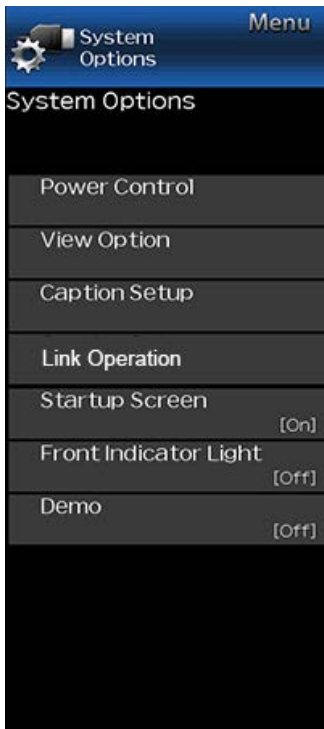 Menu
System
Options
System Options
Power Control
View Option
Caption Setup
Link Operation
Startup Screen
[On]
Front Indicator Light
[Off]
Demo
[Off]